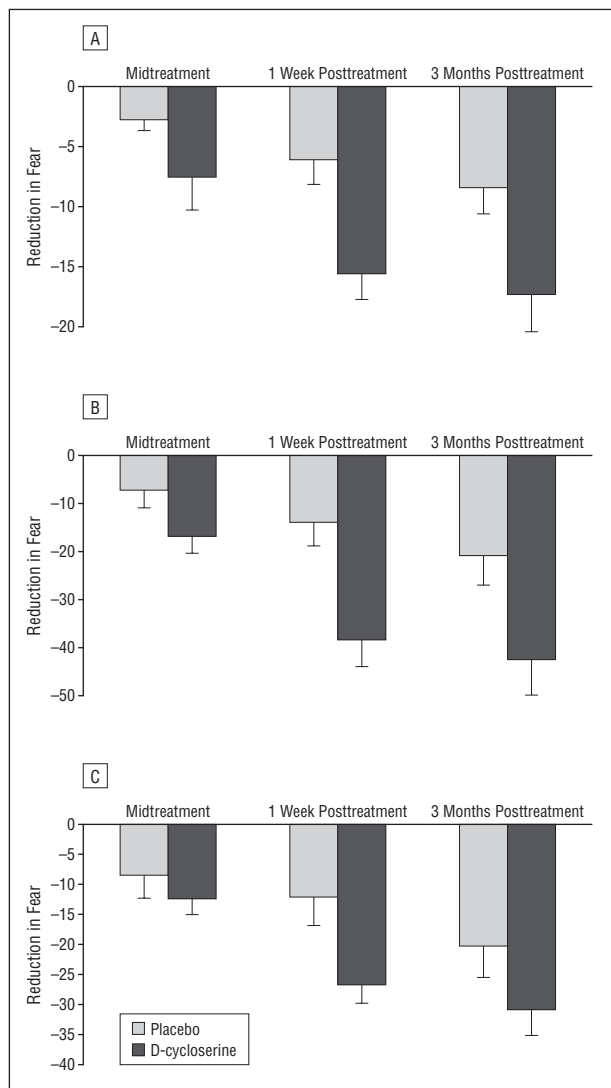 A
Midtreatment 1 Week Posttreatment 3 Months Posttreatment
0
–5
–10
–15
–20
Reduction in Fear
B
Midtreatment 1 Week Posttreatment 3 Months Posttreatment
0
–10
–20
–30
–40
–50
Reduction in Fear
C
Midtreatment 1 Week Posttreatment 3 Months Posttreatment
0
–5
–10
–15
–20
–25
–30
–35
–40
Reduction in Fear
Placebo
D-cycloserine